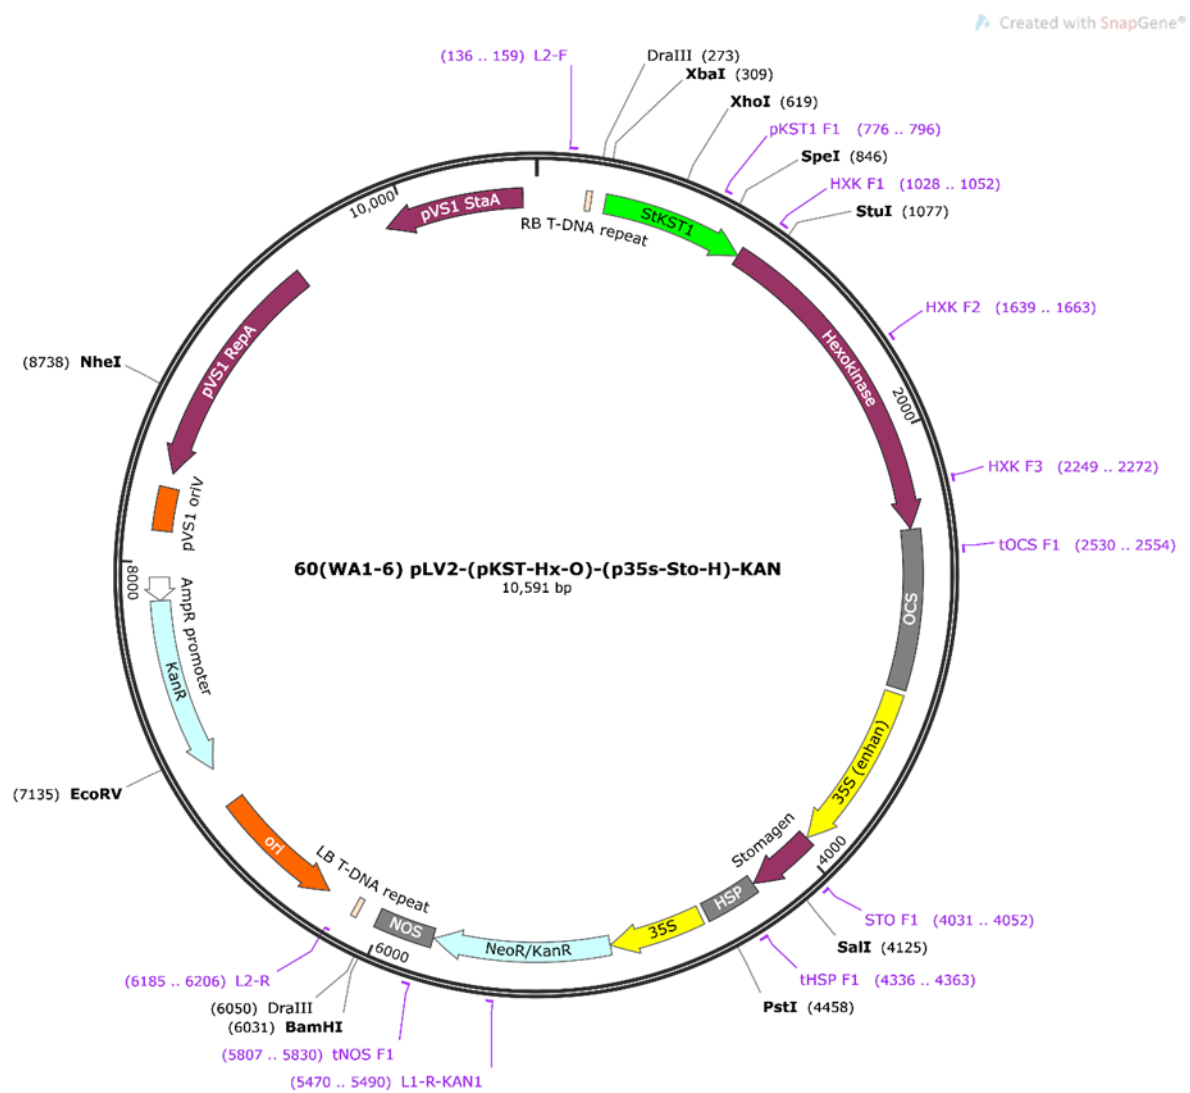 Created with SnapGene®
(136 .. 159) L2-F
DraIII (273)
XbaI (309)
XhoI (619)
pKST1 F1 (776 .. 796)
SpeI (846)
HXK F1 (1028 .. 1052)
StuI (1077)
10,000
pVS1 StaA
RB T-DNA repeat
StKST1
HXK F2 (1639 .. 1663)
pVS1 RepA
Hexokinase
(8738) NheI
2000
HXK F3 (2249 .. 2272)
pVS1 oriV
tOCS F1 (2530 .. 2554)
8000
60(WA1-6) pLV2-(pKST-Hx-O)-(p35s-Sto-H)-KAN
10,591 bp
AmpR promoter
OCS
KanR
35S (enhan)
(7135) EcoRV
ori
Stomagen
4000
LB T-DNA repeat
HSP
STO F1 (4031 .. 4052)
NOS
35S
NeoR/KanR
SalI (4125)
6000
(6185 .. 6206) L2-R
tHSP F1 (4336 .. 4363)
(6050) DraIII
PstI (4458)
(6031) BamHI
(5807 .. 5830) tNOS F1
(5470 .. 5490) L1-R-KAN1